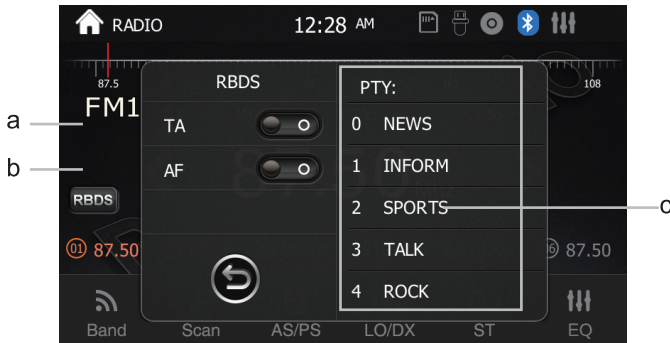 RADIO 12:28 AM
87.5 108
RBDS PTY:
FM1
a TA 0 NEWS
b AF 1 INFORM
RBDS 2 SPORTS c
01 87.50 3 TALK 87.50
4 ROCK
Band Scan AS/PS LO/DX ST EQ